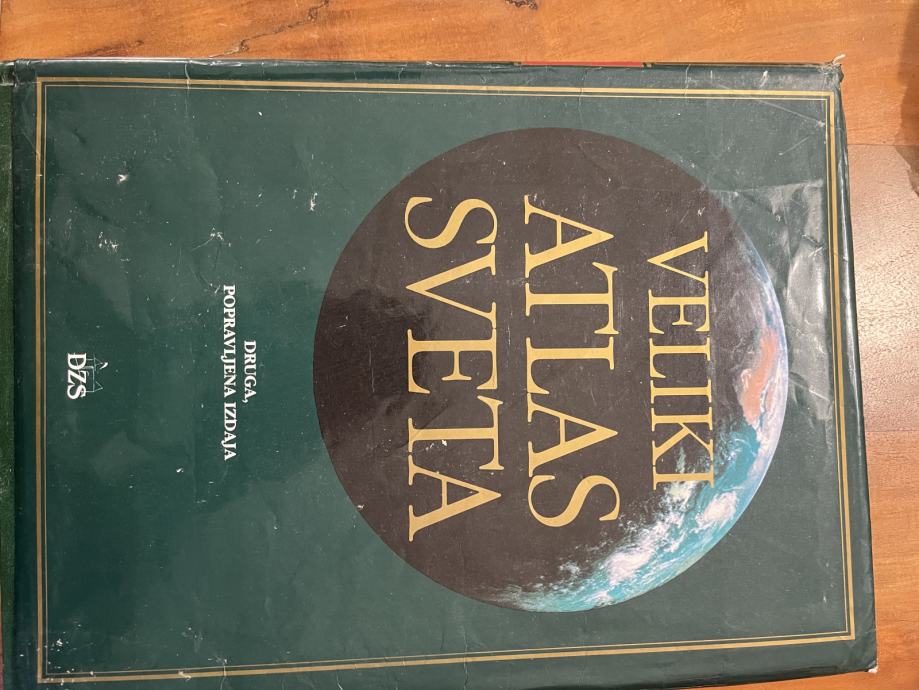 VELIKI
ATLAS
SVETA
DRUGA,
POPRAVLJENA IZDAJA
DZS